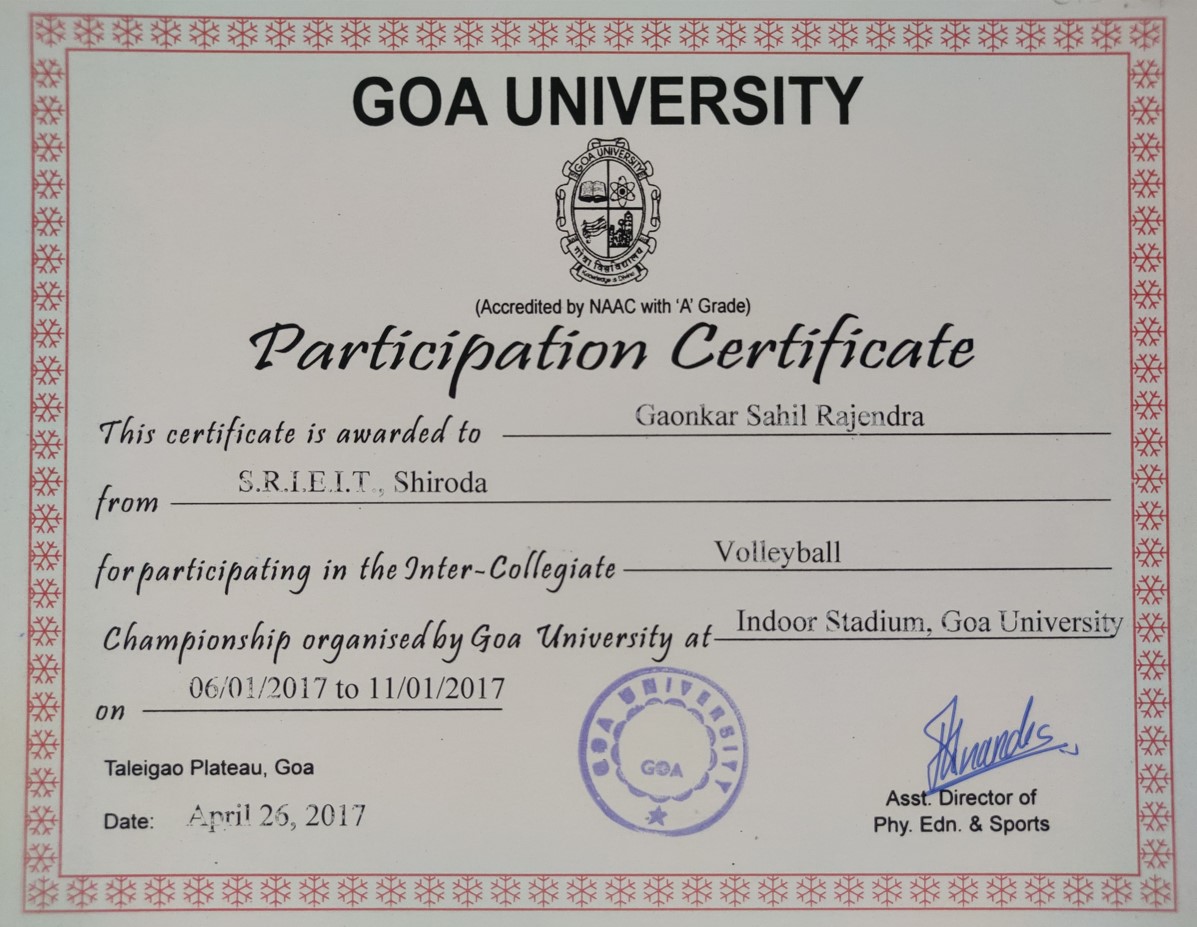 GOA UNIVERSITY
GOA UNIVERSITY
गोंय विश्वविद्यालय
Knowledge is Divine
(Accredited by NAAC with 'A' Grade)
Participation Certificate
This certificate is awarded to Gaonkar Sahil Rajendra
from S.R.I.E.I.T., Shiroda
for participating in the Inter-Collegiate Volleyball
Championship organised by Goa University at Indoor Stadium, Goa University
on 06/01/2017 to 11/01/2017
GOA UNIVERSITY
GOA
Taleigao Plateau, Goa
Date: April 26, 2017
Asst. Director of
Phy. Edn. & Sports